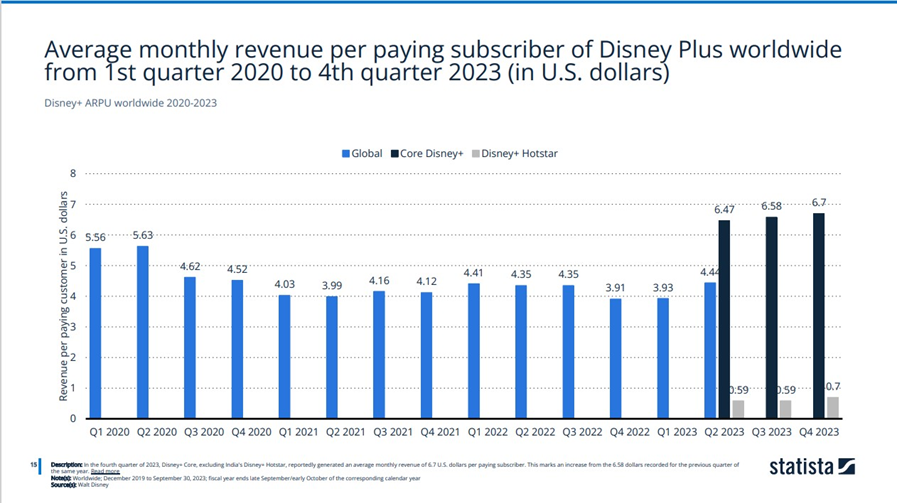 Average monthly revenue per paying subscriber of Disney Plus worldwide
from 1st quarter 2020 to 4th quarter 2023 (in U.S. dollars)
Disney+ ARPU worldwide 2020-2023
Global Core Disney+ Disney+ Hotstar
Revenue per paying customer in U.S. dollars
8
7
6
5
4
3
2
1
0
5.56
5.63
4.62
4.52
4.03
3.99
4.16
4.12
4.41
4.35
4.35
3.91
3.93
4.44
6.47
0.59
6.58
0.59
6.7
0.7
Q1 2020 Q2 2020 Q3 2020 Q4 2020 Q1 2021 Q2 2021 Q3 2021 Q4 2021 Q1 2022 Q2 2022 Q3 2022 Q4 2022 Q1 2023 Q2 2023 Q3 2023 Q4 2023
15
Description: In the fourth quarter of 2023, Disney+ Core, excluding India's Disney+ Hotstar, reportedly generated an average monthly revenue of 6.7 U.S. dollars per paying subscriber. This marks an increase from the 6.58 dollars recorded for the previous quarter of
the same year. Read more
Note(s): Worldwide; December 2019 to September 30, 2023; fiscal year ends late September/early October of the corresponding calendar year
Source(s): Walt Disney
statista